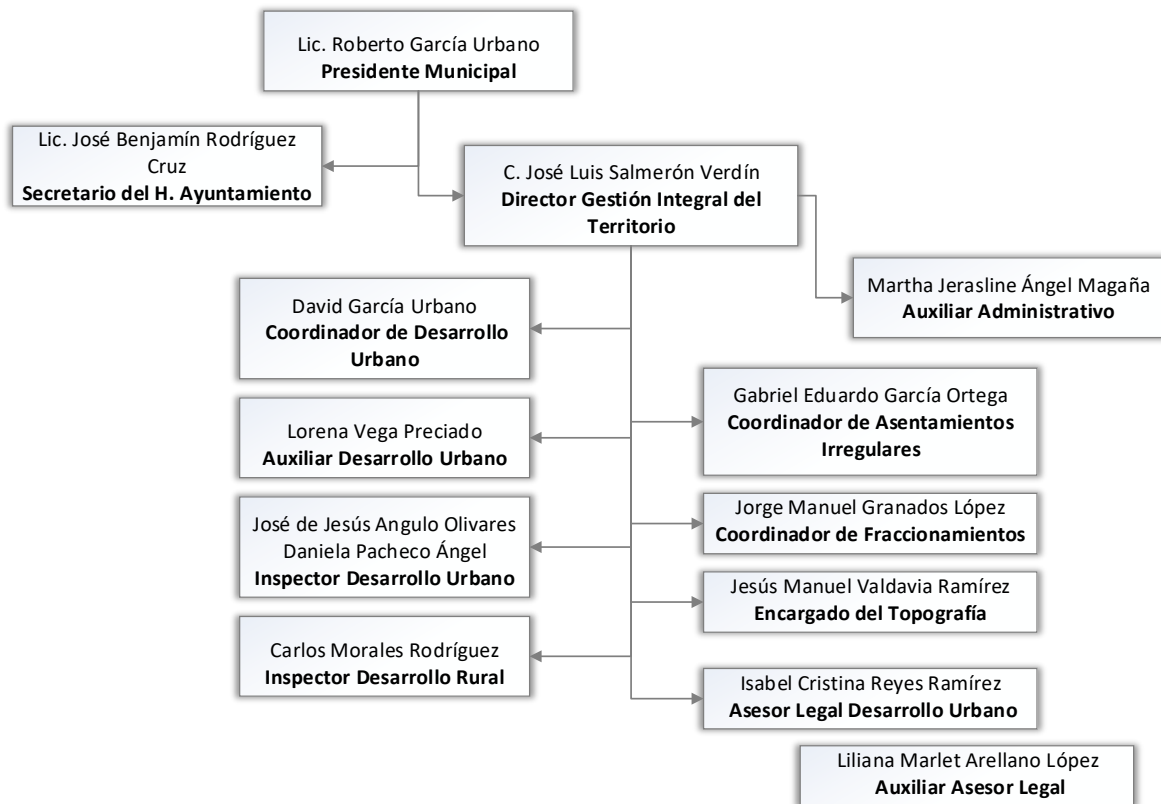 Lic. Roberto García Urbano
Presidente Municipal
Lic. José Benjamín Rodríguez
Cruz
Secretario del H. Ayuntamiento
C. José Luis Salmerón Verdín
Director Gestión Integral del
Territorio
Martha Jerasline Ángel Magaña
Auxiliar Administrativo
David García Urbano
Coordinador de Desarrollo
Urbano
Gabriel Eduardo García Ortega
Coordinador de Asentamientos
Irregulares
Lorena Vega Preciado
Auxiliar Desarrollo Urbano
Jorge Manuel Granados López
Coordinador de Fraccionamientos
José de Jesús Angulo Olivares
Daniela Pacheco Ángel
Inspector Desarrollo Urbano
Jesús Manuel Valdavia Ramírez
Encargado del Topografía
Carlos Morales Rodríguez
Inspector Desarrollo Rural
Isabel Cristina Reyes Ramírez
Asesor Legal Desarrollo Urbano
Liliana Marlet Arellano López
Auxiliar Asesor Legal